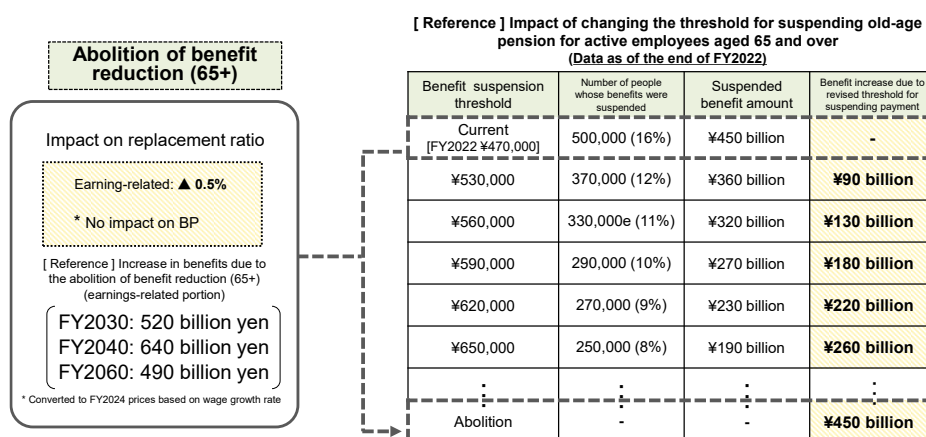 Abolition of benefit
reduction (65+)
Impact on replacement ratio
Earning-related: ▲ 0.5%
* No impact on BP
[ Reference ] Increase in benefits due to
the abolition of benefit reduction (65+)
(earnings-related portion)
FY2030: 520 billion yen
FY2040: 640 billion yen
FY2060: 490 billion yen
* Converted to FY2024 prices based on wage growth rate
[ Reference ] Impact of changing the threshold for suspending old-age
pension for active employees aged 65 and over
(Data as of the end of FY2022)
Benefit suspension
threshold
Number of people
whose benefits were
suspended
Suspended
benefit amount
Benefit increase due to
revised threshold for
suspending payment
Current
[FY2022 ¥470,000]
500,000 (16%)
¥450 billion
-
¥530,000
370,000 (12%)
¥360 billion
¥90 billion
¥560,000
330,000e (11%)
¥320 billion
¥130 billion
¥590,000
290,000 (10%)
¥270 billion
¥180 billion
¥620,000
270,000 (9%)
¥230 billion
¥220 billion
¥650,000
250,000 (8%)
¥190 billion
¥260 billion
⋮
⋮
⋮
⋮
Abolition
-
-
¥450 billion